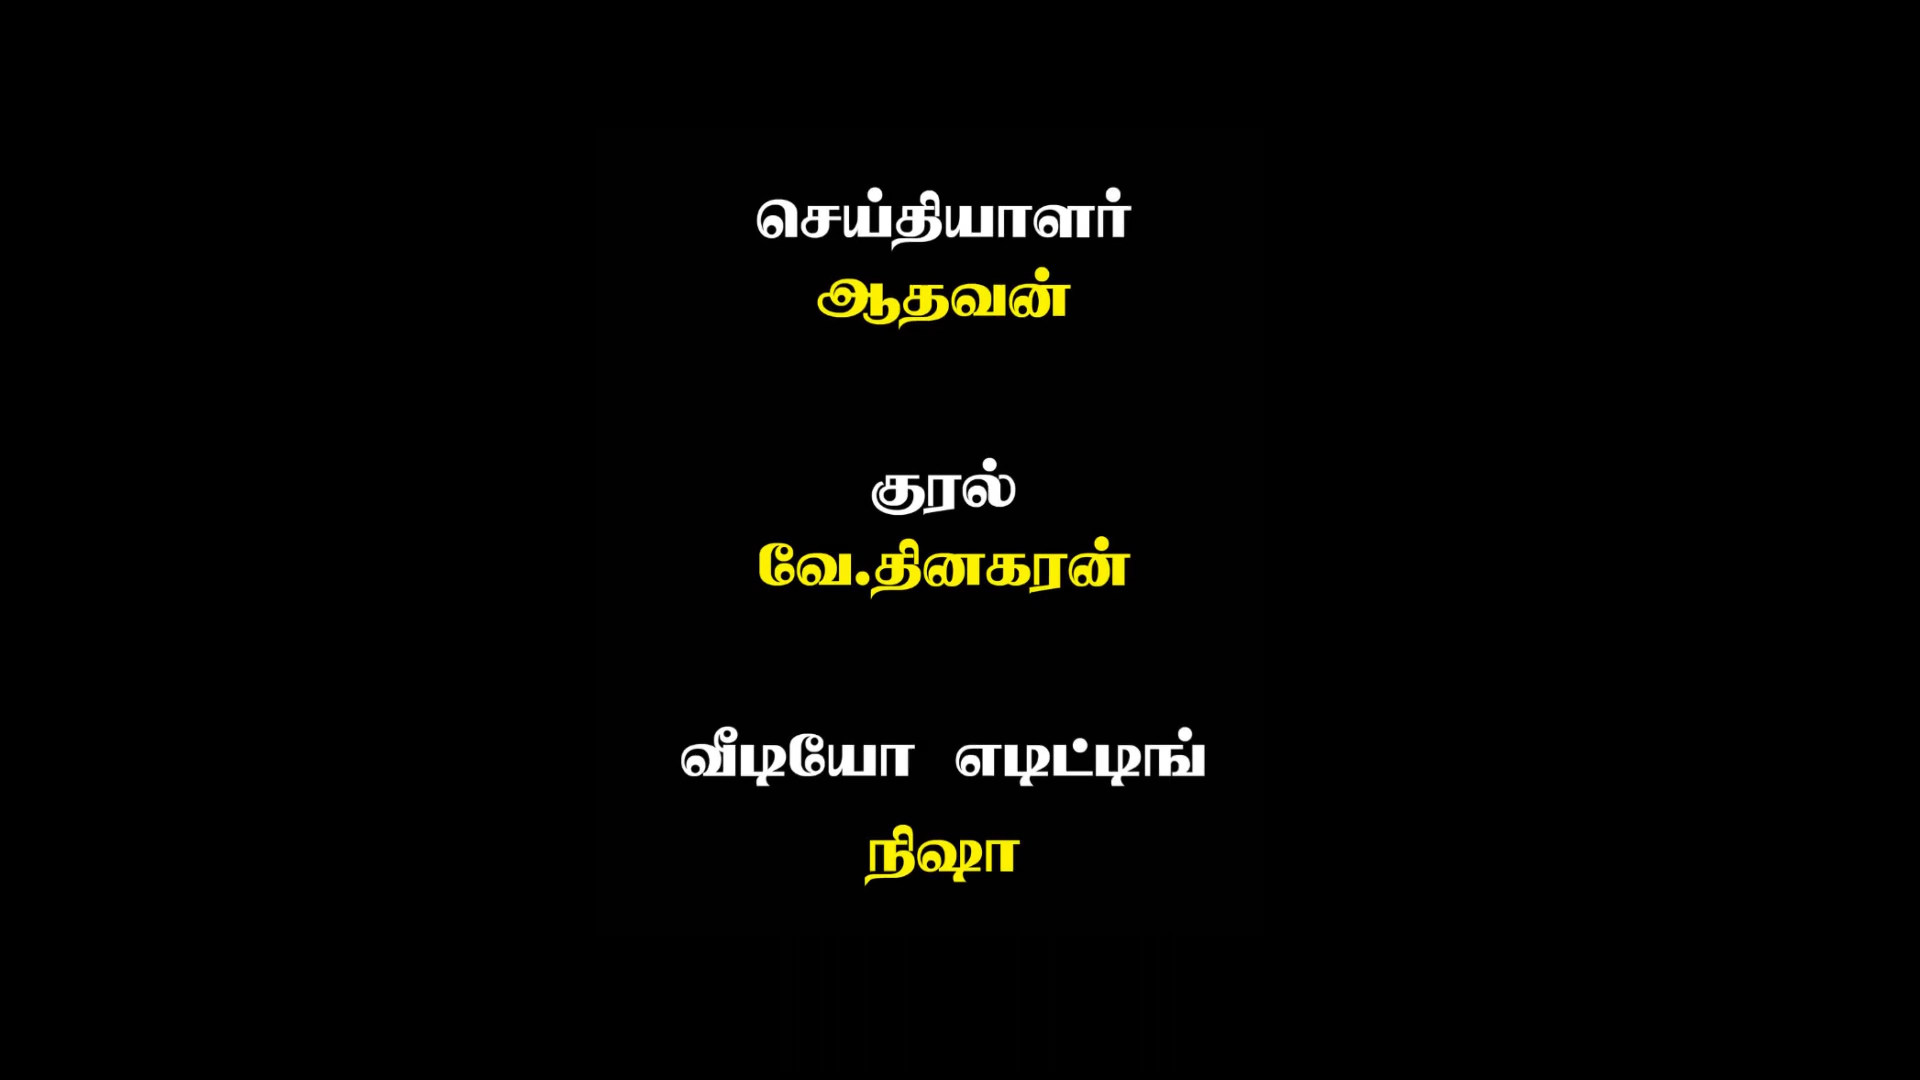 செய்தியாளர்
ஆதவன்
குரல்
வே.தினகரன்
வீடியோ எடிட்டிங்
நிஷா